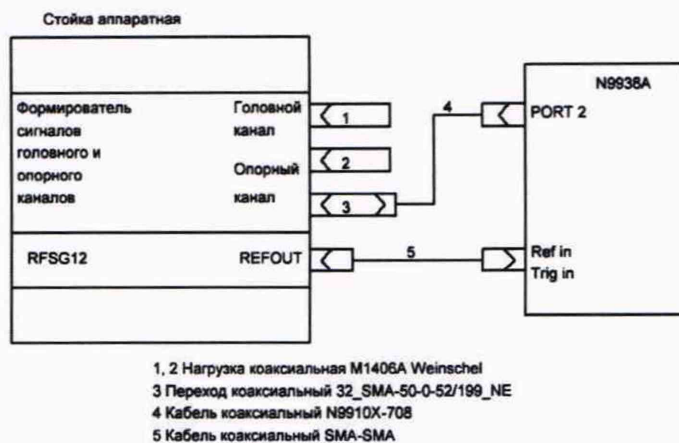 Стойка аппаратная
Формирователь
сигналов
головного и
опорного
каналов
Головной
канал
1
2
Опорный
канал
3
4
N9938A
PORT 2
RFSG12
REFOUT
5
Ref in
Trig in
1, 2 Нагрузка коаксиальная M1406A Weinschel
3 Переход коаксиальный 32_SMA-50-0-52/199_NE
4 Кабель коаксиальный N9910X-708
5 Кабель коаксиальный SMA-SMA